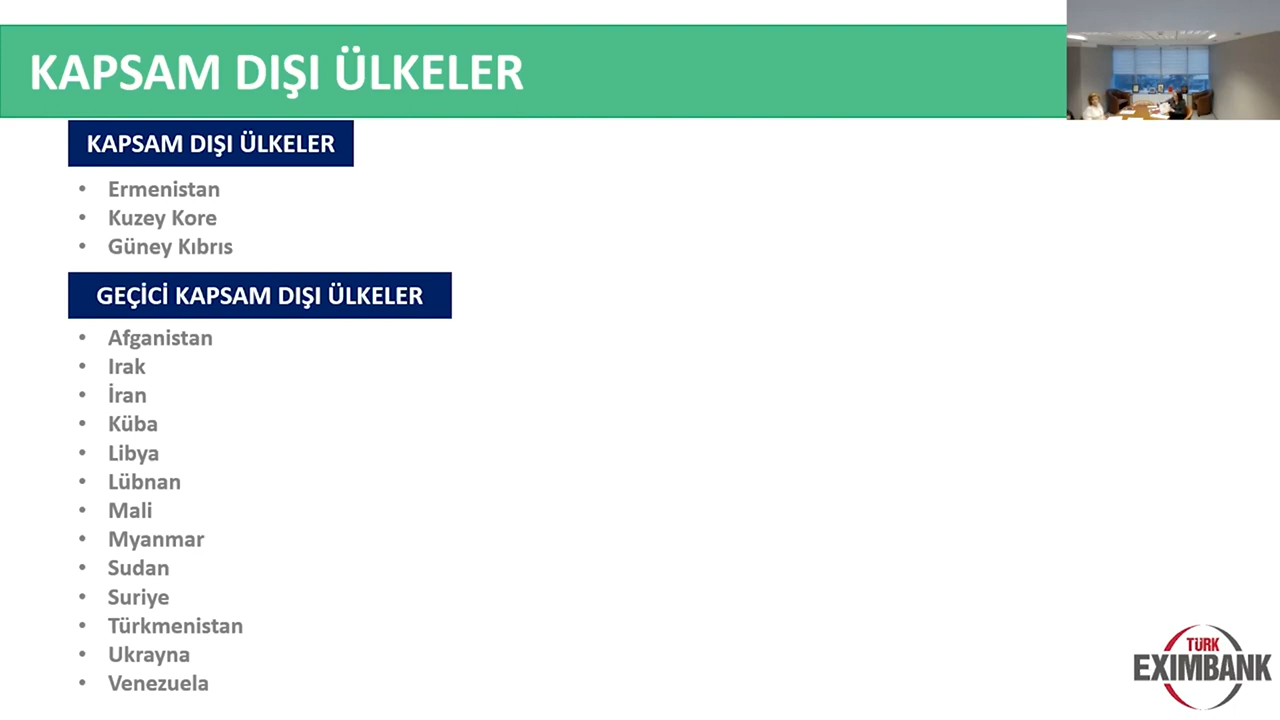 KAPSAM DIŞI ÜLKELER
KAPSAM DIŞI ÜLKELER
• Ermenistan
• Kuzey Kore
• Güney Kıbrıs
GEÇİCİ KAPSAM DIŞI ÜLKELER
• Afganistan
• Irak
• İran
• Küba
• Libya
• Lübnan
• Mali
• Myanmar
• Sudan
• Suriye
• Türkmenistan
• Ukrayna
• Venezuela
TÜRK
EXIMBANK